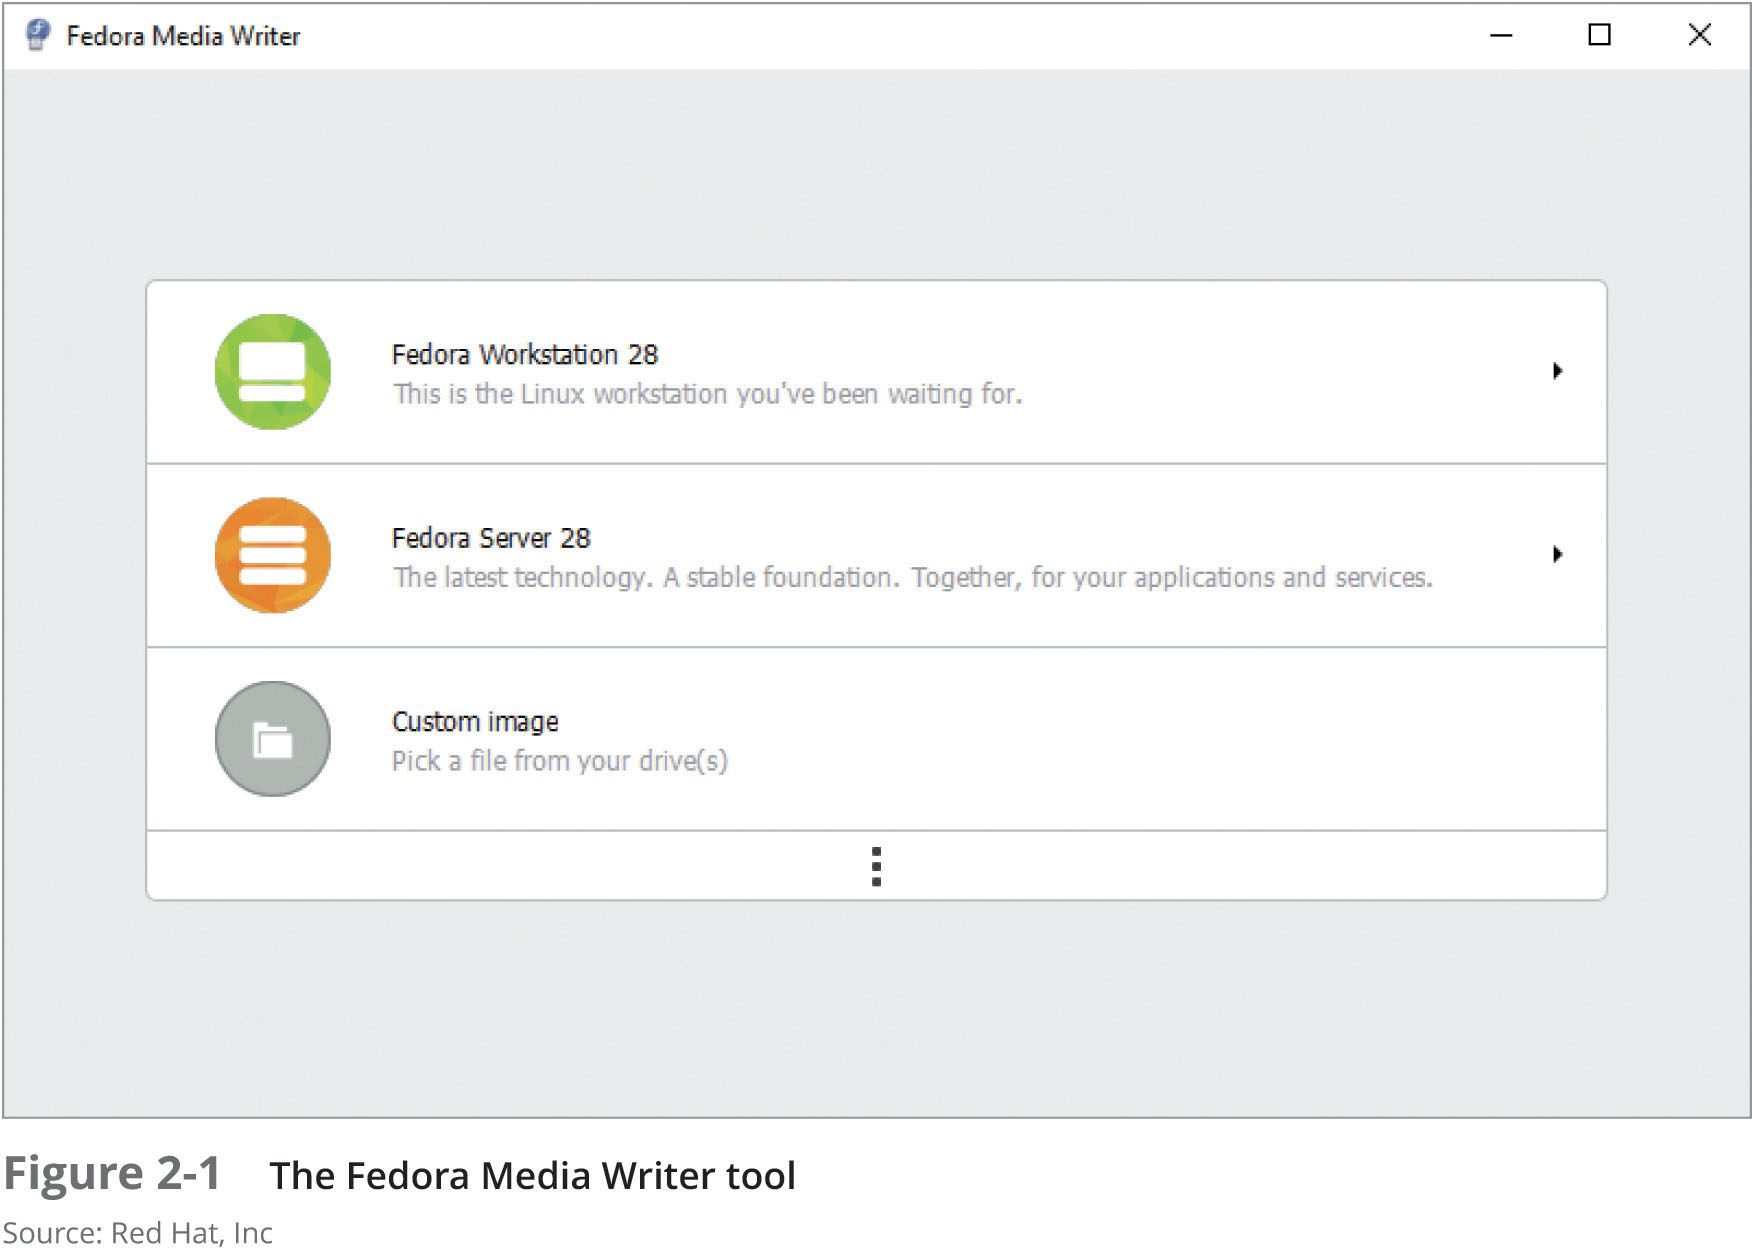 Fedora Media Writer
Fedora Workstation 28
This is the Linux workstation you've been waiting for.
Fedora Server 28
The latest technology. A stable foundation. Together, for your applications and services.
Custom image
Pick a file from your drive(s)
Figure 2-1 The Fedora Media Writer tool
Source: Red Hat, Inc